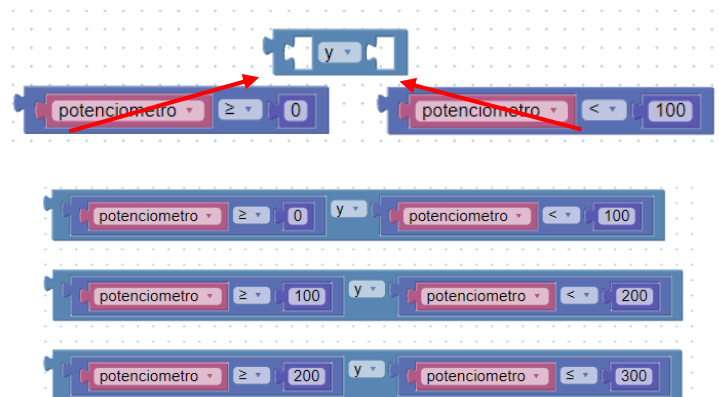 y
potenciometro ≥ 0 potenciometro < 100
potenciometro ≥ 0 y potenciometro < 100
potenciometro ≥ 100 y potenciometro < 200
potenciometro ≥ 200 y potenciometro ≤ 300